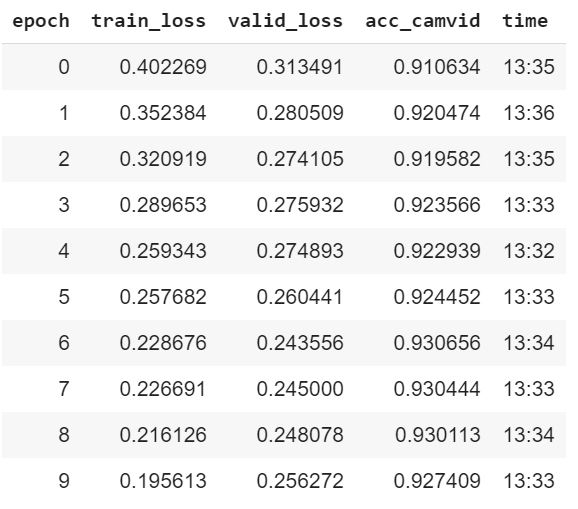 epoch train_loss valid_loss acc_camvid time
0 0.402269 0.313491 0.910634 13:35
1 0.352384 0.280509 0.920474 13:36
2 0.320919 0.274105 0.919582 13:35
3 0.289653 0.275932 0.923566 13:33
4 0.259343 0.274893 0.922939 13:32
5 0.257682 0.260441 0.924452 13:33
6 0.228676 0.243556 0.930656 13:34
7 0.226691 0.245000 0.930444 13:33
8 0.216126 0.248078 0.930113 13:34
9 0.195613 0.256272 0.927409 13:33